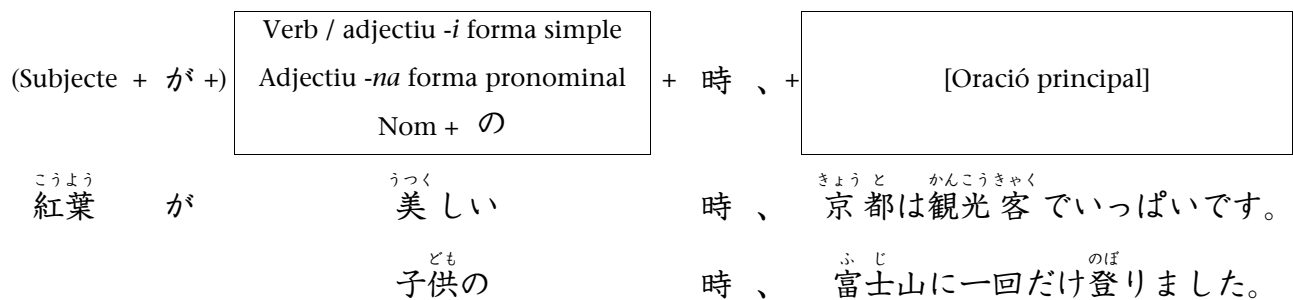 Verb / adjectiu -i forma simple
(Subjecte + が +) Adjectiu -na forma pronominal + 時 、 + [Oració principal]
Nom + の
こうよう うつく きょう と かんこうきゃく
紅葉 が 美しい 時 、 京都は観光客でいっぱいです。
ども ふ じ のぼ
子供の 時 、 富士山に一回だけ登りました。